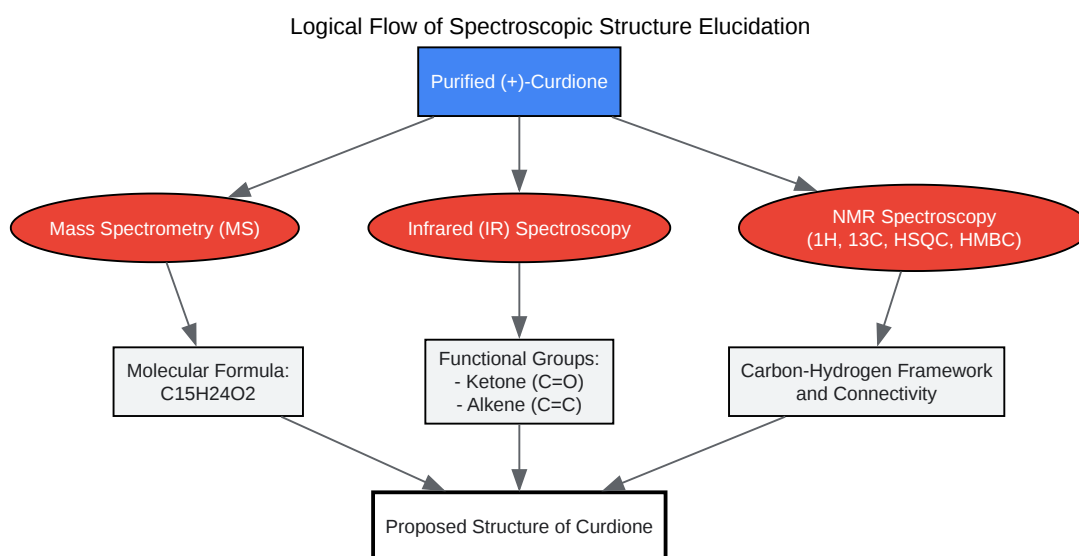 Logical Flow of Spectroscopic Structure Elucidation
Purified (+)-Curdione
Mass Spectrometry (MS)
Infrared (IR) Spectroscopy
NMR Spectroscopy
(1H, 13C, HSQC, HMBC)
Molecular Formula:
C15H24O2
Functional Groups:
- Ketone (C=O)
- Alkene (C=C)
Carbon-Hydrogen Framework
and Connectivity
Proposed Structure of Curdione